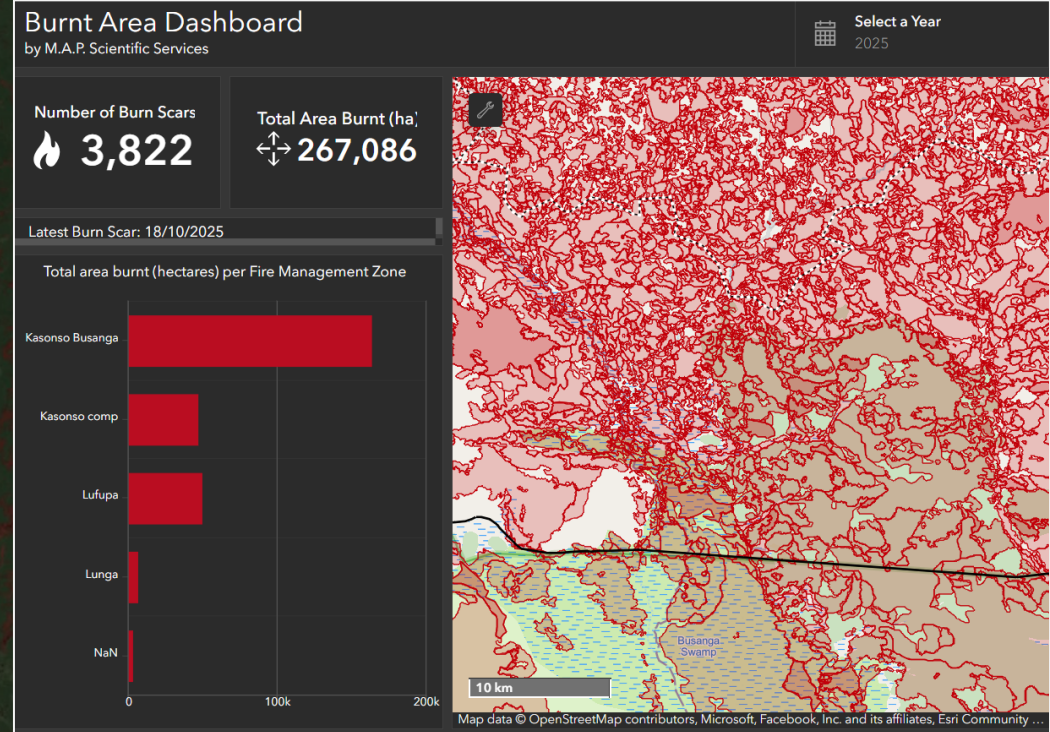 Burnt Area Dashboard
by M.A.P. Scientific Services
Select a Year
2025
Number of Burn Scars
3,822
Total Area Burnt (ha)
267,086
Latest Burn Scar: 18/10/2025
Total area burnt (hectares) per Fire Management Zone
Kasonso Busanga
Kasonso comp
Lufupa
Lunga
NaN
0
100k
200k
Busanga
Swamp
10 km
Map data © OpenStreetMap contributors, Microsoft, Facebook, Inc. and its affiliates, Esri Community ...